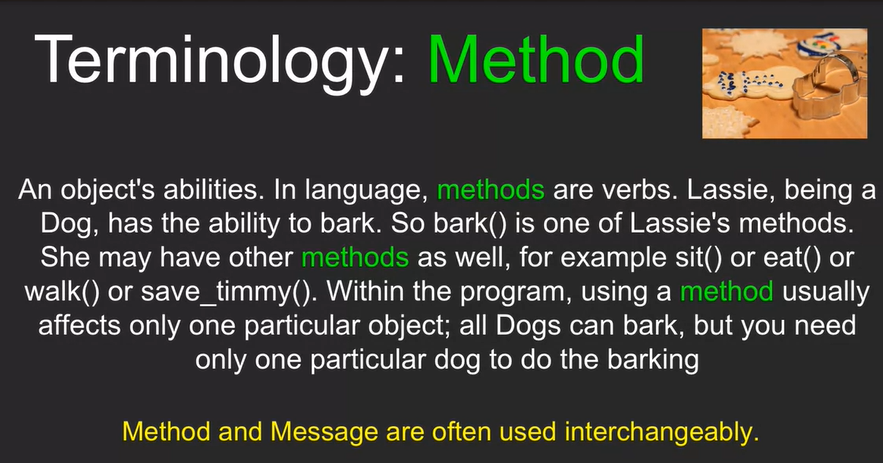 Terminology: Method
An object's abilities. In language, methods are verbs. Lassie, being a
Dog, has the ability to bark. So bark() is one of Lassie's methods.
She may have other methods as well, for example sit() or eat() or
walk() or save_timmy(). Within the program, using a method usually
affects only one particular object; all Dogs can bark, but you need
only one particular dog to do the barking
Method and Message are often used interchangeably.